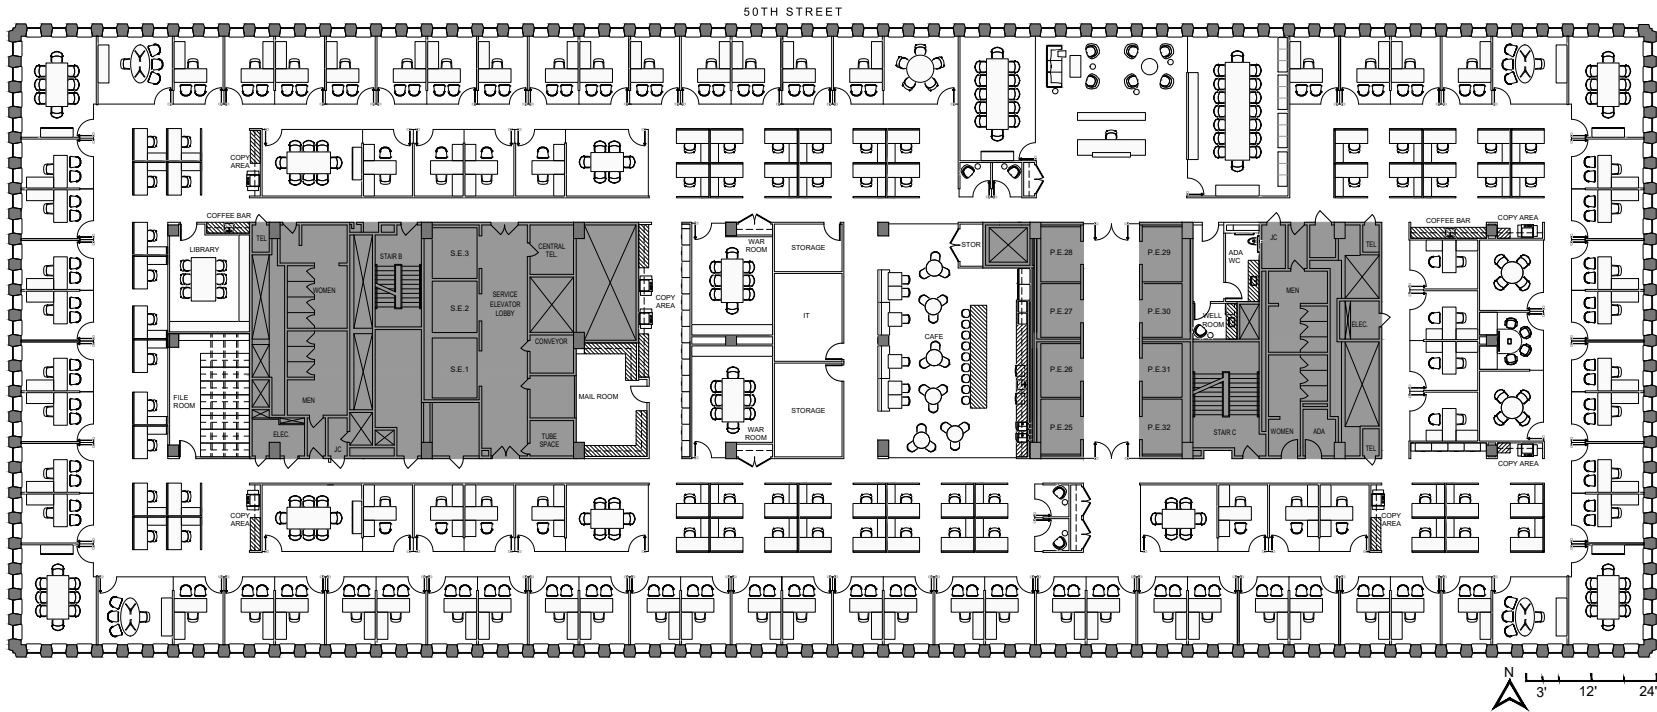 50TH STREET
COPY
AREA
COFFEE BAR
LIBRARY
TEL
WOMEN
STAIR B
S.E.3
CENTRAL
TEL.
SERVICE
ELEVATOR
LOBBY
S.E.2
CONVEYOR
S.E.1
MEN
FILE
ROOM
ELEC.
JC
TUBE
SPACE
MAIL ROOM
COPY
AREA
WAR
ROOM
STORAGE
IT
STORAGE
WAR
ROOM
STOR
CAFE
P.E.28
P.E.27
P.E.26
P.E.25
P.E.29
P.E.30
P.E.31
P.E.32
ADA
WC
WELL
ROOM
JC
MEN
TEL
ELEC.
STAIR C
WOMEN
ADA
TEL
COFFEE BAR
COPY AREA
COPY AREA
COPY
AREA
COPY
AREA
N
3'
12'
24'